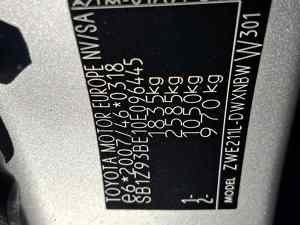 TOYOTA MOTOR EUROPE NV/SA
e6*2007/46*0318
SB1Z93BE10E096445
1835kg
2585kg
1- 1050kg
2- 970kg
MODEL ZWE211L-DWXNBW W301